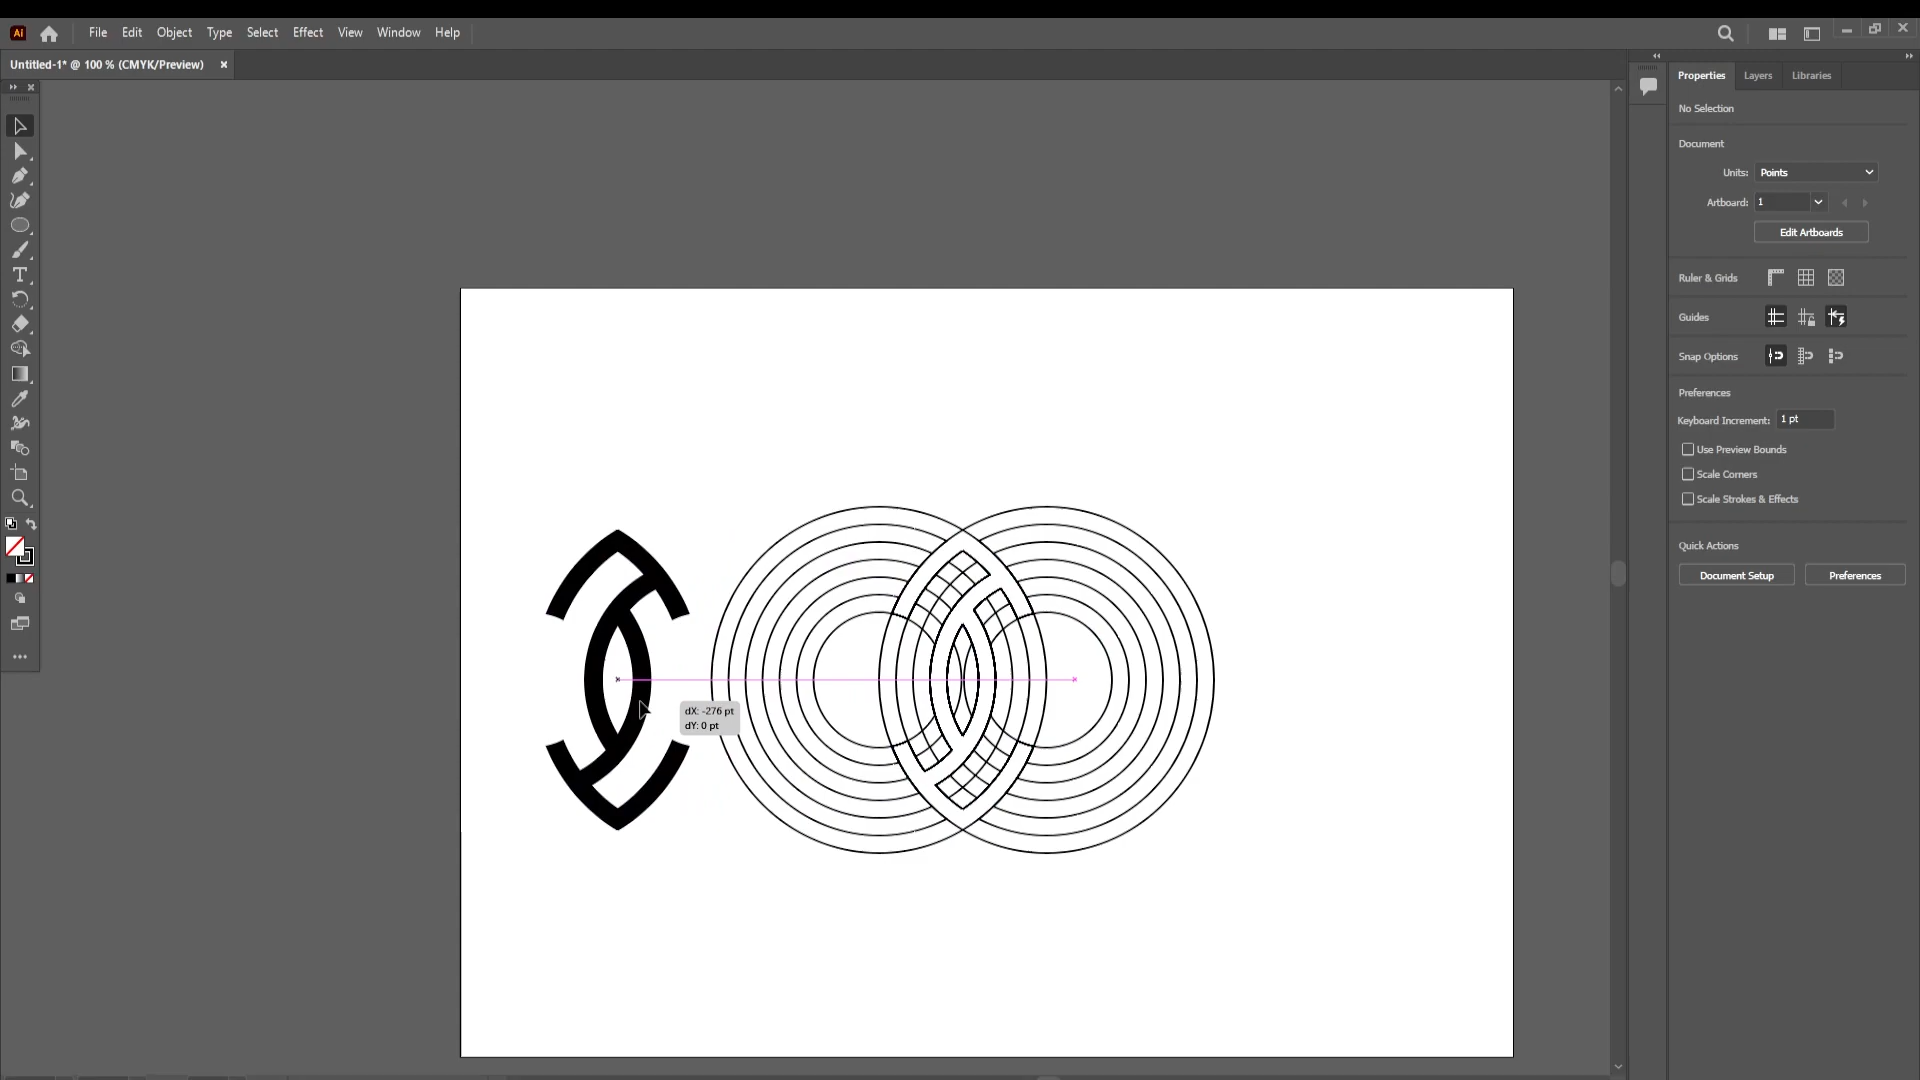 Ai File Edit Object Type Select Effect View Window Help
Untitled-1* @ 100 % (CMYK/Preview)
Properties Layers Libraries
No Selection
Document
Units: Points
Artboard: 1
Edit Artboards
Ruler & Grids
Guides
Snap Options
Preferences
Keyboard Increment: 1 pt
Use Preview Bounds
Scale Corners
Scale Strokes & Effects
Quick Actions
Document Setup Preferences
dX: -276 pt
dY: 0 pt